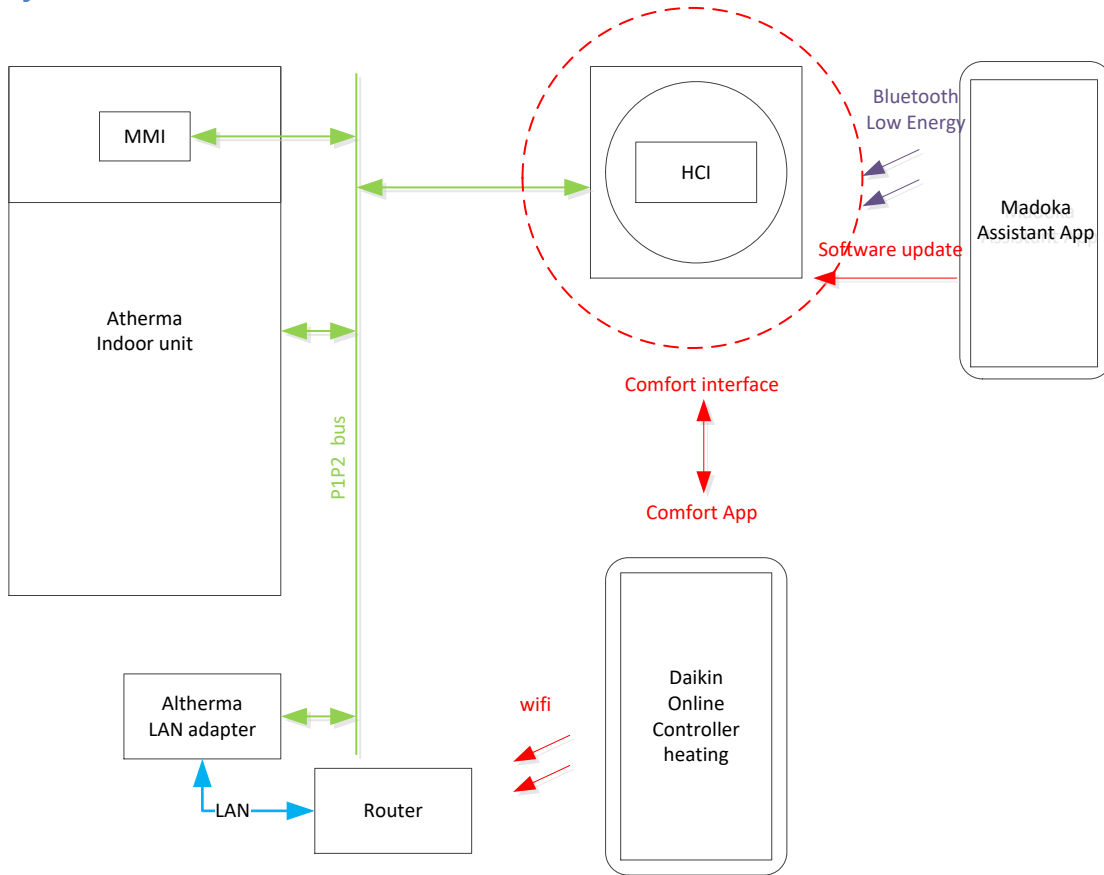 MMI
HCI
Bluetooth
Low Energy
Madoka
Assistant App
Software update
Atherma
Indoor unit
Comfort interface
P1P2 bus
Comfort App
Altherma
LAN adapter
wifi
Daikin
Online
Controller
heating
LAN
Router